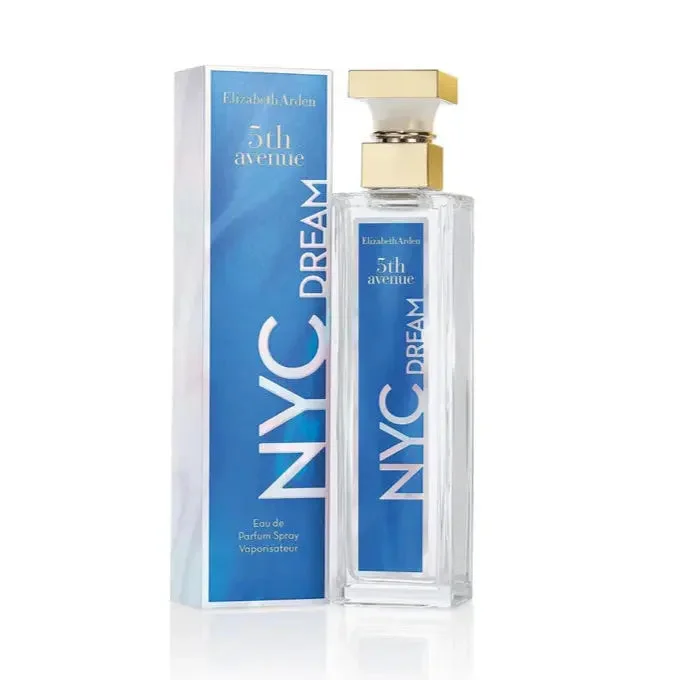 Elizabeth Arden
5th
avenue
NYC DREAM
Eau de
Parfum Spray
Vaporisateur
Elizabeth Arden
5th
avenue
NYC DREAM